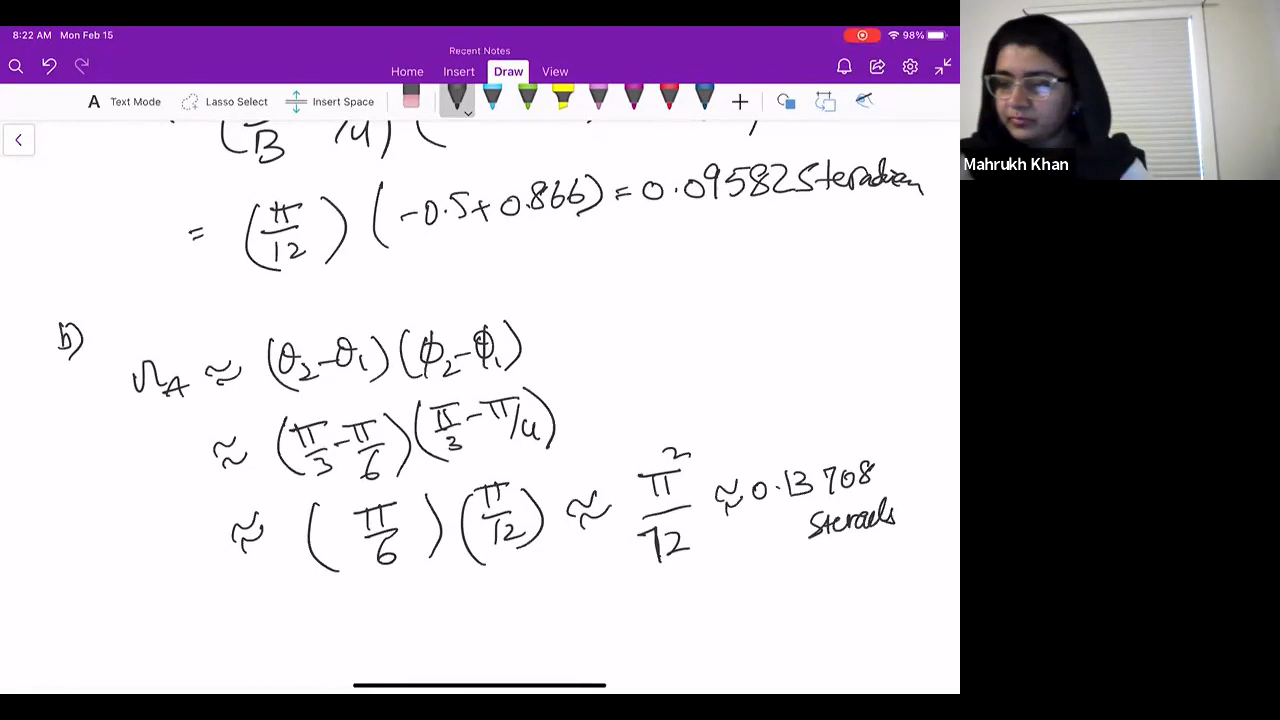 8:22 AM Mon Feb 15
98%
Recent Notes
Home Insert Draw View
A Text Mode Lasso Select Insert Space
Mahrukh Khan
( B π/4) (
= (π/12) (-0.5+0.866) = 0.09582 Steradian
b)
Ω_A ≈ (θ₂-θ₁)(ϕ₂-ϕ₁)
≈ (π/3-π/6)(π/3-π/4)
≈ (π/6)(π/12) ≈ π²/72 ≈ 0.13708
sterads